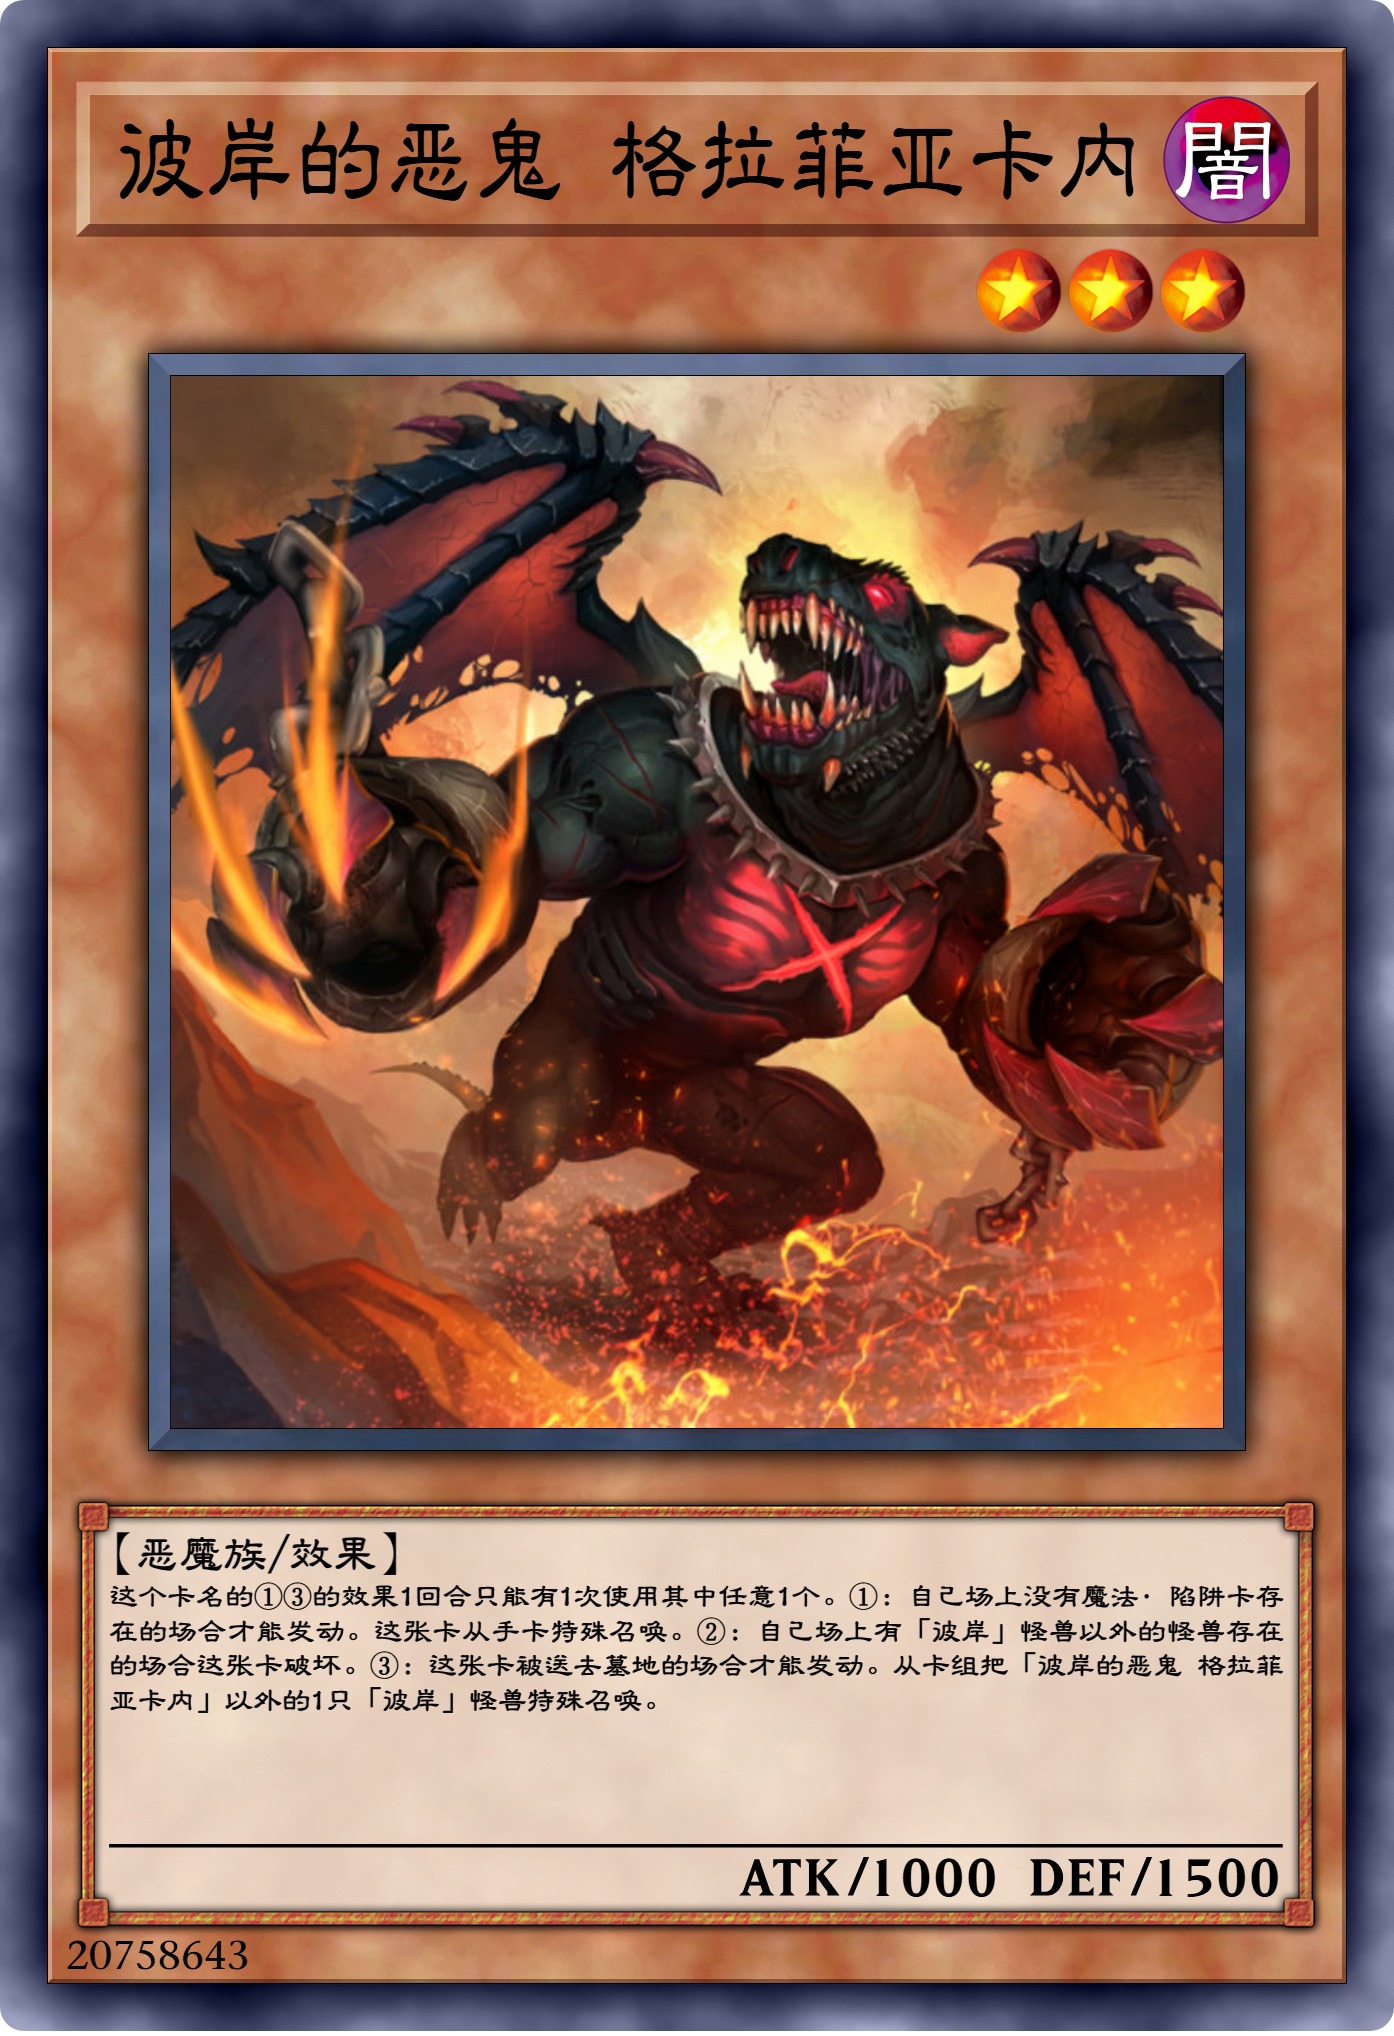 彼岸的恶鬼 格拉菲亚卡内 闇
【恶魔族/效果】
这个卡名的①③的效果1回合只能有1次使用其中任意1个。①：自己场上没有魔法·陷阱卡存
在的场合才能发动。这张卡从手卡特殊召唤。②：自己场上有「彼岸」怪兽以外的怪兽存在
的场合这张卡破坏。③：这张卡被送去墓地的场合才能发动。从卡组把「彼岸的恶鬼 格拉菲
亚卡内」以外的1只「彼岸」怪兽特殊召唤。
ATK/1000 DEF/1500
20758643